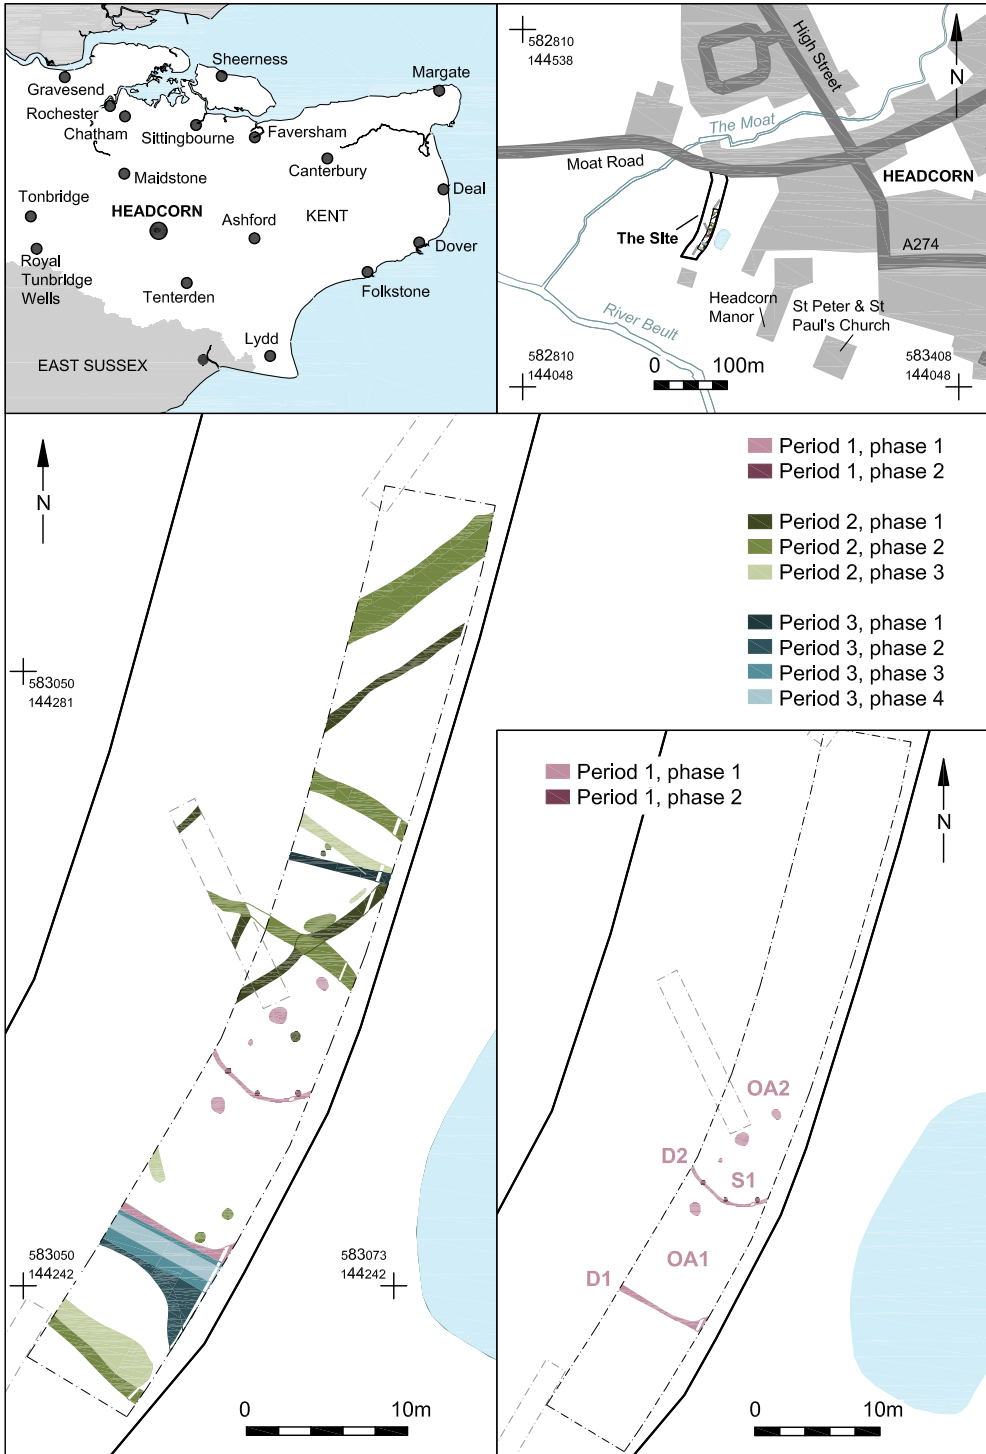 Sheerness
Margate
Gravesend
Rochester
Chatham
Sittingbourne
Faversham
Canterbury
Maidstone
Deal
Tonbridge
HEADCORN
Ashford
KENT
Dover
Royal
Tunbridge
Wells
Tenterden
Folkstone
Lydd
EAST SUSSEX
582810
144538
High Street
N
The Moat
Moat Road
HEADCORN
The SIte
A274
Headcorn
Manor
St Peter & St
Paul's Church
River Beult
582810
144048
0 100m
583408
144048
N
Period 1, phase 1
Period 1, phase 2
Period 2, phase 1
Period 2, phase 2
Period 2, phase 3
Period 3, phase 1
Period 3, phase 2
Period 3, phase 3
Period 3, phase 4
583050
144281
583050
144242
583073
144242
0 10m
Period 1, phase 1
Period 1, phase 2
N
OA2
D2
S1
OA1
D1
0 10m